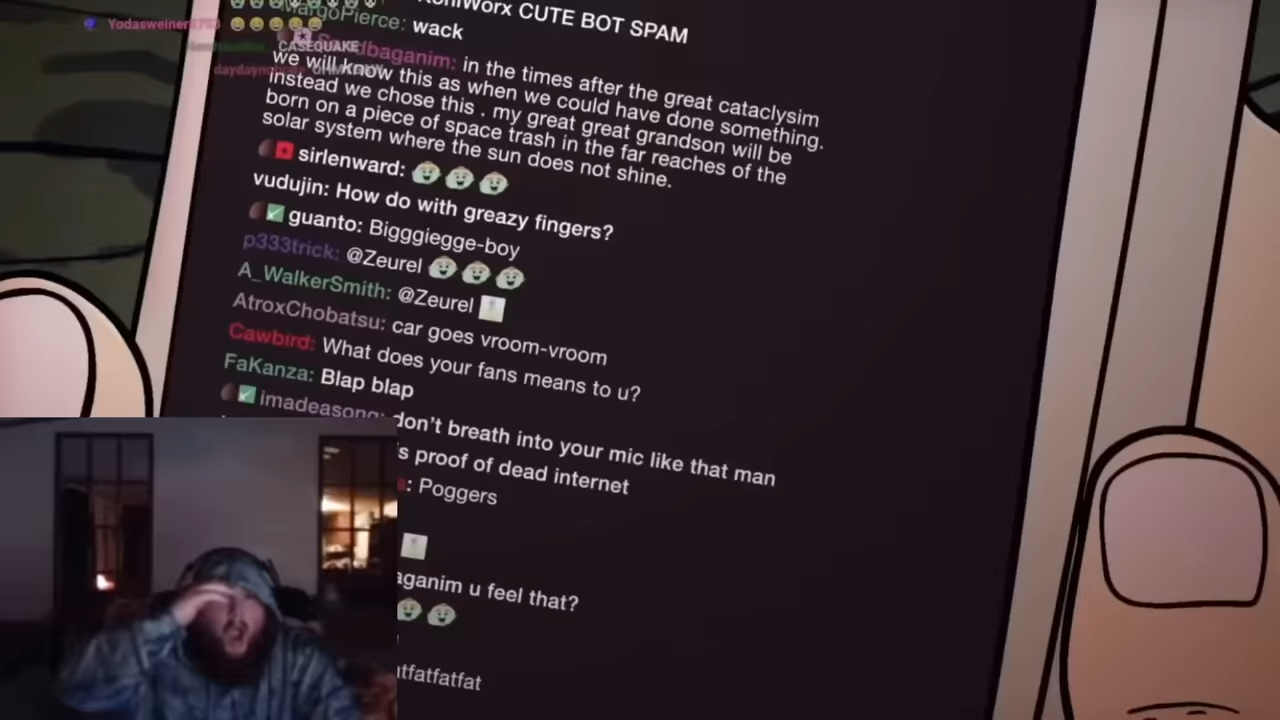 Yodasweiner8783
RohiWorx CUTE BOT SPAM
MargoPierce: wack
CASEQUAKE
baganim: in the times after the great cataclysim
we will know this as when we could have done something.
instead we chose this . my great great grandson will be
born on a piece of space trash in the far reaches of the
solar system where the sun does not shine.
sirlenward:
vudujin: How do with greazy fingers?
guanto: Bigggiegge-boy
p333trick: @Zeurel
A_WalkerSmith: @Zeurel
AtroxChobatsu: car goes vroom-vroom
Cawbird: What does your fans means to u?
FaKanza: Blap blap
imadeasong: don't breath into your mic like that man
s proof of dead internet
: Poggers
aganim u feel that?
tfatfatfatfat